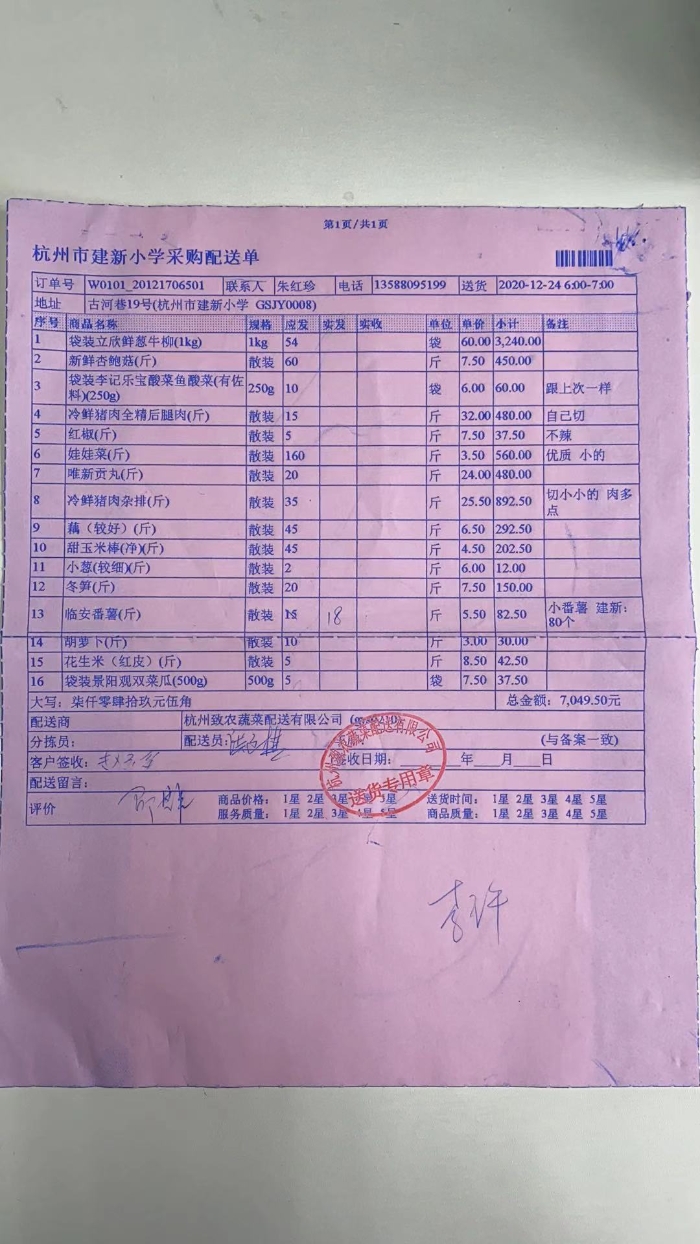 第1页/共1页
杭州市建新小学采购配送单
订单号 W0101_20121706501 联系人 朱红珍 电话 13588095199 送货 2020-12-24 6:00-7:00
地址 古河巷19号(杭州市建新小学 GSJY0008)
序号 商品名称 规格 应发 实发 实收 单位 单价 小计 备注
1 袋装立欣鲜葱牛柳(1kg) 1kg 54 袋 60.00 3,240.00
2 新鲜杏鲍菇(斤) 散装 60 斤 7.50 450.00
3 袋装李记乐宝酸菜鱼酸菜(有佐料)(250g) 250g 10 袋 6.00 60.00 跟上次一样
4 冷鲜猪肉全精后腿肉(斤) 散装 15 斤 32.00 480.00 自己切
5 红椒(斤) 散装 5 斤 7.50 37.50 不辣
6 娃娃菜(斤) 散装 160 斤 3.50 560.00 优质 小的
7 唯新贡丸(斤) 散装 20 斤 24.00 480.00
8 冷鲜猪肉杂排(斤) 散装 35 斤 25.50 892.50 切小小的 肉多点
9 藕（较好）(斤) 散装 45 斤 6.50 292.50
10 甜玉米棒(净)(斤) 散装 45 斤 4.50 202.50
11 小葱(较细)(斤) 散装 2 斤 6.00 12.00
12 冬笋(斤) 散装 20 斤 7.50 150.00
13 临安番薯(斤) 散装 15 18 斤 5.50 82.50 小番薯 建新：80个
14 胡萝卜(斤) 散装 10 斤 3.00 30.00
15 花生米（红皮）(斤) 散装 5 斤 8.50 42.50
16 袋装景阳观双菜瓜(500g) 500g 5 袋 7.50 37.50
大写：柒仟零肆拾玖元伍角 总金额：7,049.50元
配送商 杭州致农蔬菜配送有限公司
分拣员： 配送员： (与备案一致)
客户签收： 签收日期： 年 月 日
配送留言：
评价 商品价格： 1星 2星 3星 4星 5星 送货时间： 1星 2星 3星 4星 5星
服务质量： 1星 2星 3星 4星 5星 商品质量： 1星 2星 3星 4星 5星
送货专用章